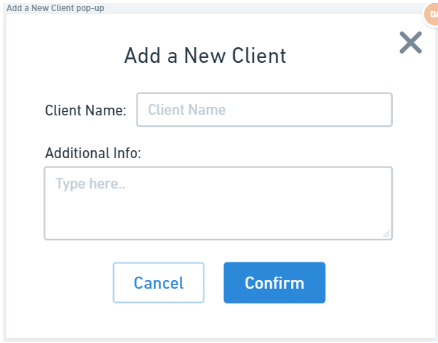 Add a New Client pop-up
Add a New Client
Client Name: Client Name
Additional Info:
Type here..
Cancel Confirm